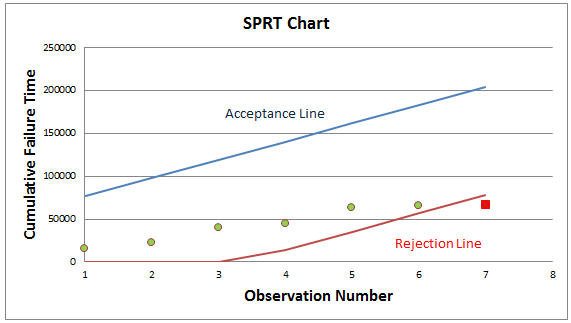 SPRT Chart
250000
200000
150000
100000
50000
0
Cumulative Failure Time
Acceptance Line
Rejection Line
1 2 3 4 5 6 7 8
Observation Number